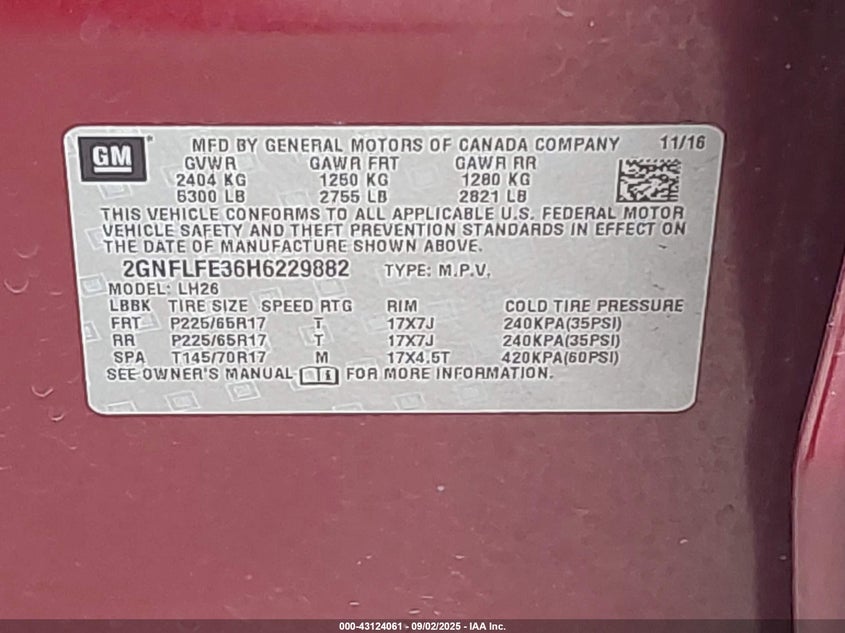 GM MFD BY GENERAL MOTORS OF CANADA COMPANY 11/16
GVWR GAWR FRT GAWR RR
2404 KG 1250 KG 1280 KG
5300 LB 2755 LB 2821 LB
THIS VEHICLE CONFORMS TO ALL APPLICABLE U.S. FEDERAL MOTOR
VEHICLE SAFETY AND THEFT PREVENTION STANDARDS IN EFFECT ON
THE DATE OF MANUFACTURE SHOWN ABOVE.
2GNFLFE36H6229882 TYPE: M.P.V.
MODEL: LH26
LBBK TIRE SIZE SPEED RTG RIM COLD TIRE PRESSURE
FRT P225/65R17 T 17X7J 240KPA(35PSI)
RR P225/65R17 T 17X7J 240KPA(35PSI)
SPA T145/70R17 M 17X4.5T 420KPA(60PSI)
SEE OWNER'S MANUAL FOR MORE INFORMATION.
000-43124061 - 09/02/2025 - IAA Inc.